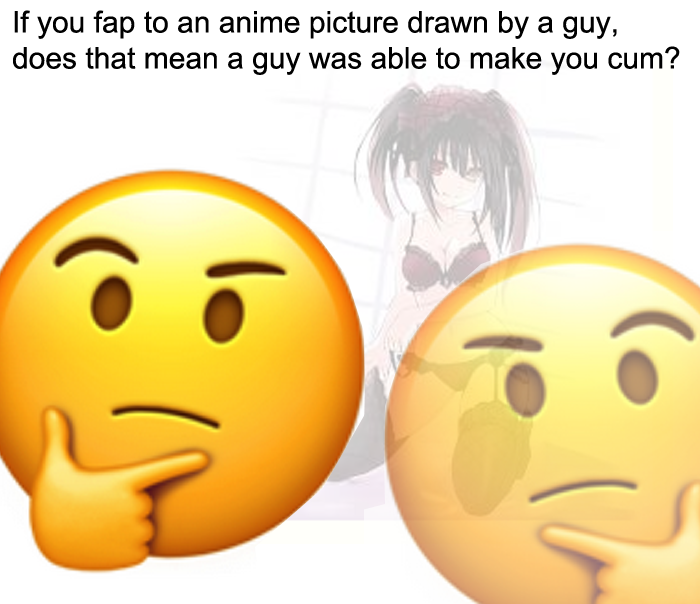 If you fap to an anime picture drawn by a guy,
does that mean a guy was able to make you cum?